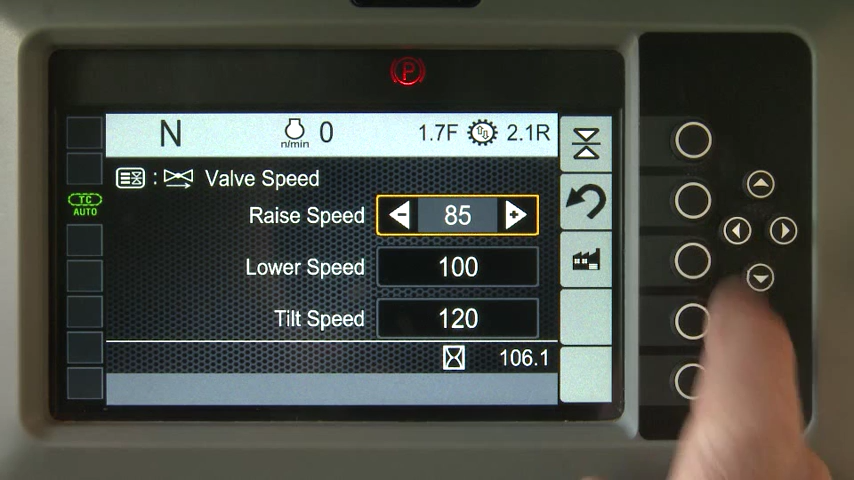 P
N n/min 0 1.7F 2.1R
TC
AUTO
: Valve Speed
Raise Speed - 85 +
Lower Speed 100
Tilt Speed 120
106.1